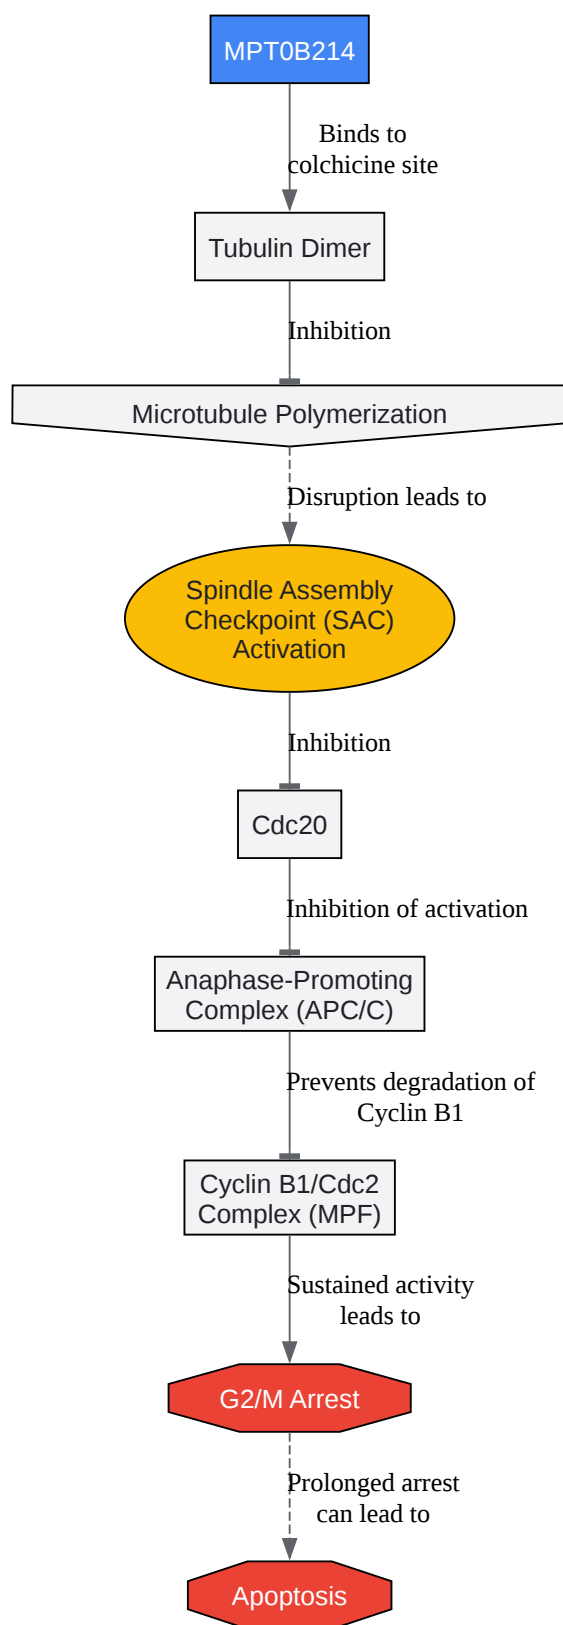 MPT0B214
Binds to
colchicine site
Tubulin Dimer
Inhibition
Microtubule Polymerization
Disruption leads to
Spindle Assembly
Checkpoint (SAC)
Activation
Inhibition
Cdc20
Inhibition of activation
Anaphase-Promoting
Complex (APC/C)
Prevents degradation of
Cyclin B1
Cyclin B1/Cdc2
Complex (MPF)
Sustained activity
leads to
G2/M Arrest
Prolonged arrest
can lead to
Apoptosis